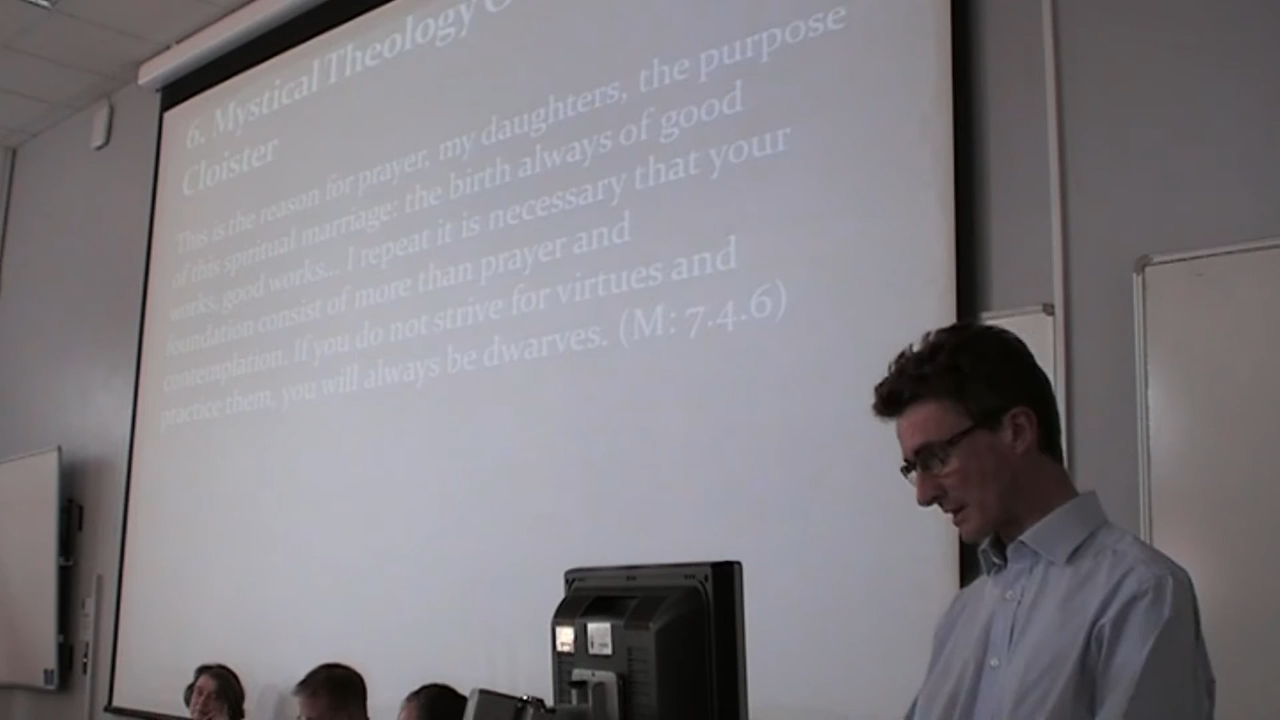 6. Mystical Theology
Cloister
This is the reason for prayer, my daughters, the purpose
of this spiritual marriage: the birth always of good
works, good works... I repeat it is necessary that your
foundation consist of more than prayer and
contemplation. If you do not strive for virtues and
practice them, you will always be dwarves. (M: 7.4.6)